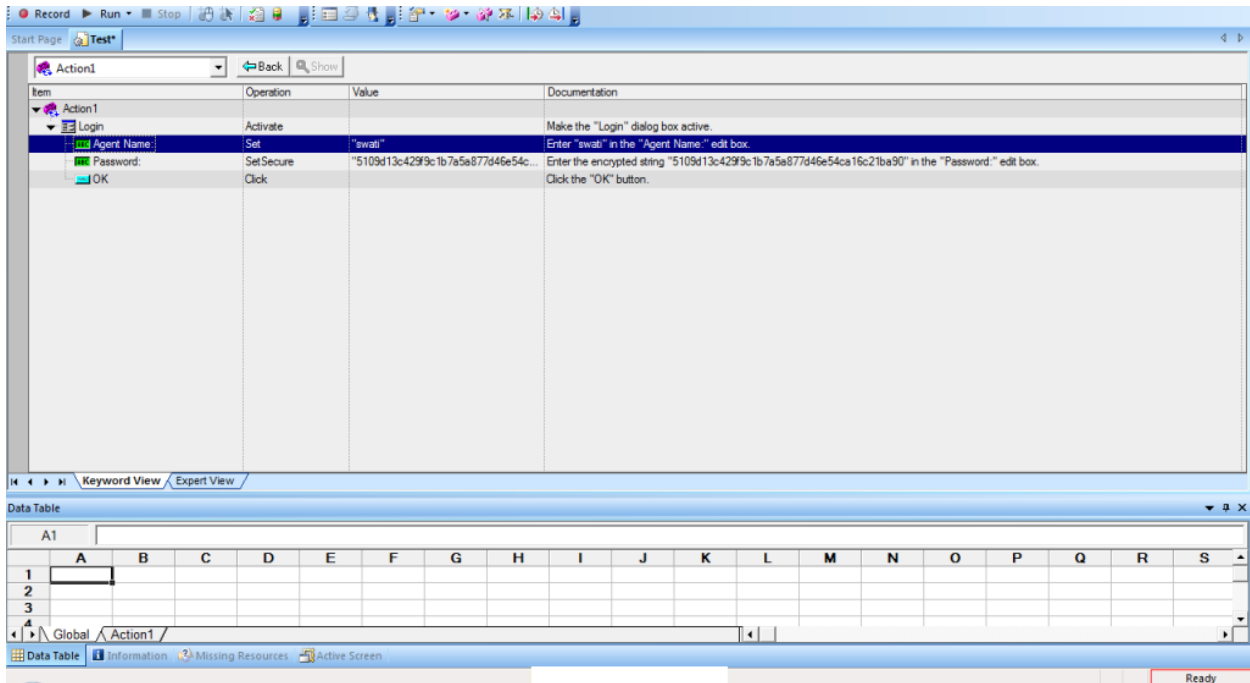 Record Run Stop
Start Page Test*
Action1 Back Show
Item Operation Value Documentation
Action1
Login Activate Make the "Login" dialog box active.
Agent Name: Set "swati" Enter "swati" in the "Agent Name:" edit box.
Password: SetSecure "5109d13c429f9c1b7a5a877d46e54c... Enter the encrypted string "5109d13c429f9c1b7a5a877d46e54ca16c21ba90" in the "Password:" edit box.
OK Click Click the "OK" button.
Keyword View Expert View
Data Table
A1
A B C D E F G H I J K L M N O P Q R S
1
2
3
4
Global Action1
Data Table Information Missing Resources Active Screen
Ready